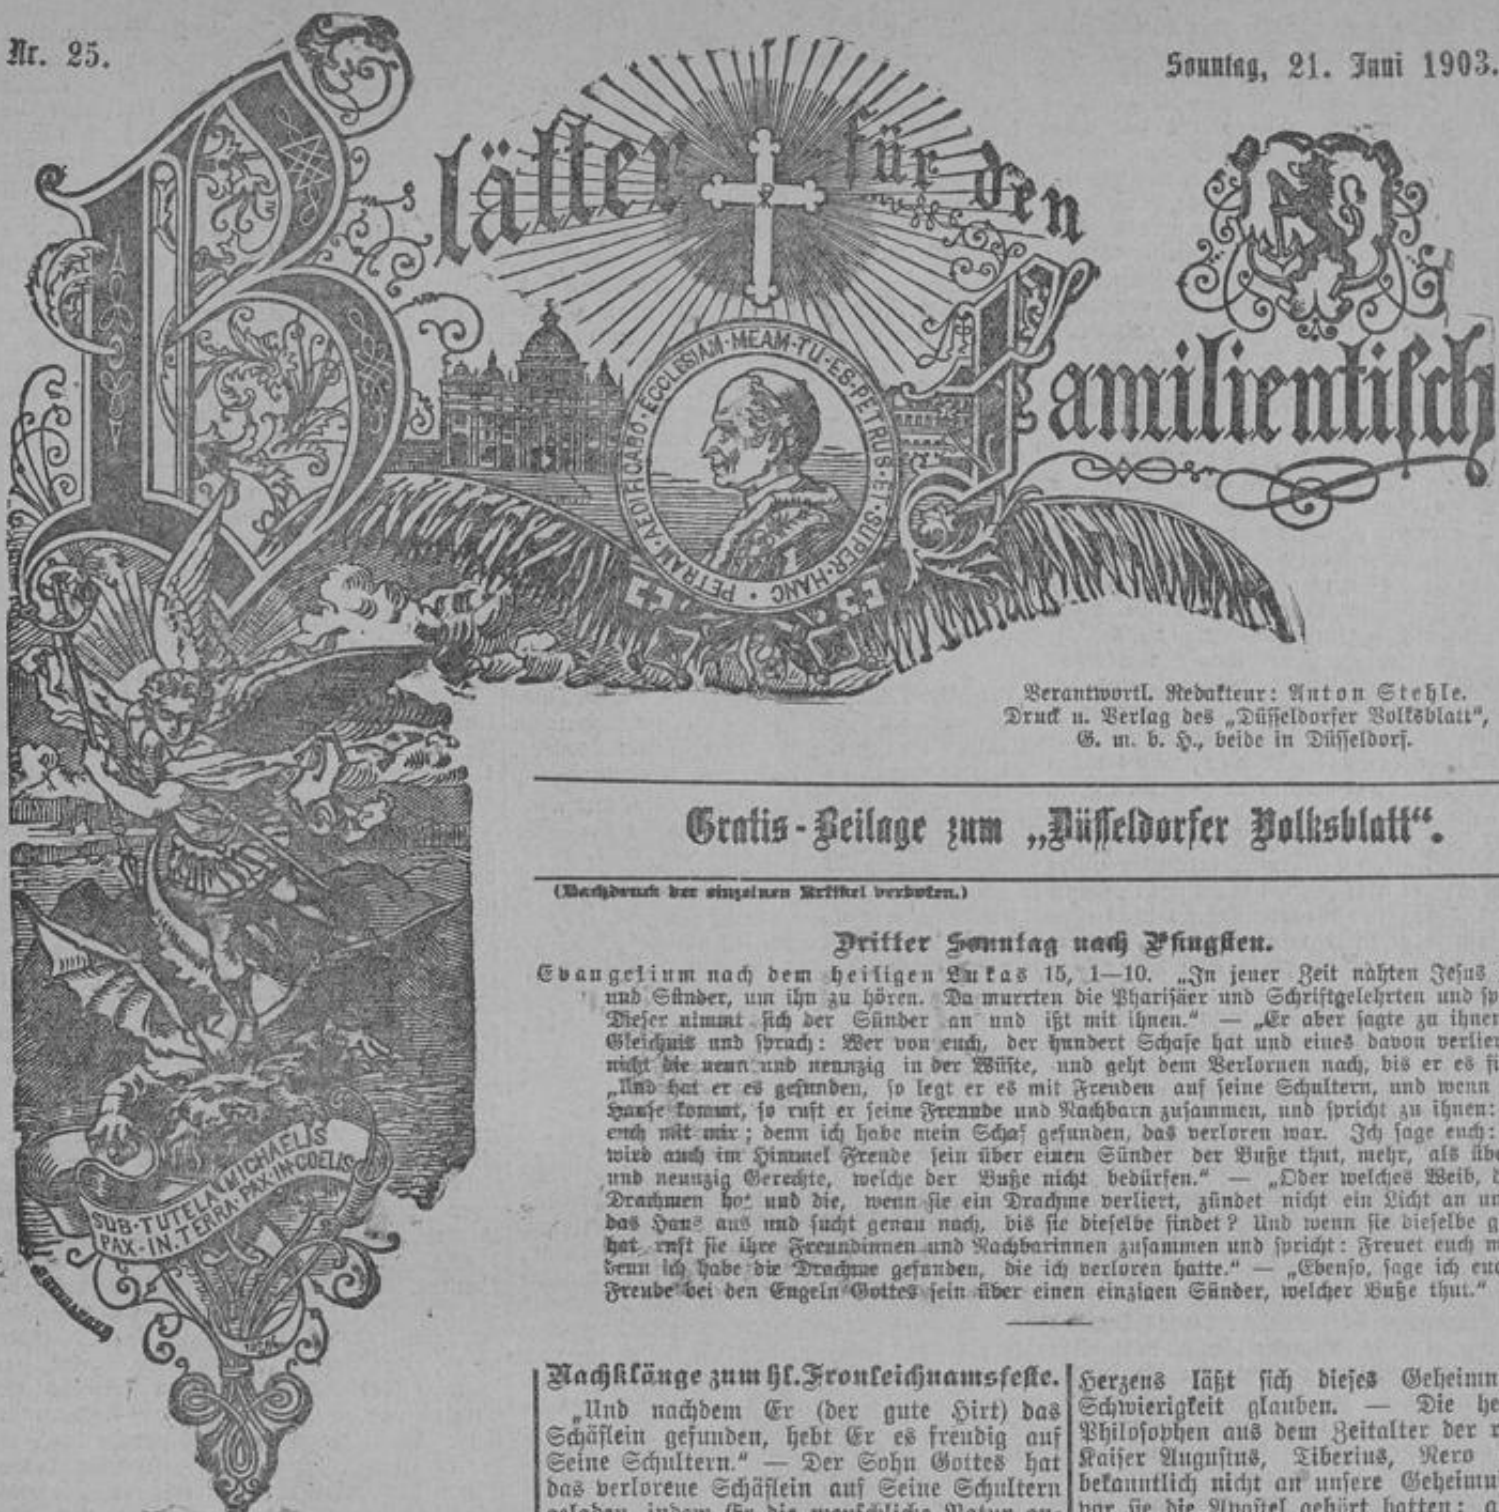 Nr. 25.
Sonntag, 21. Juni 1903.
Blätter für den
Familientisch
PETRAM·AEDIFICABO·ECCLESIAM·MEAM·TU·ES·PETRUS·ET·SUPER·HANC
SUB·TUTELA MICHAELIS
PAX·IN·TERRA·PAX·IN·COELIS
Verantwortl. Redakteur: Anton Stehle.
Druck u. Verlag des „Düsseldorfer Volksblatt“,
G. m. b. H., beide in Düsseldorf.
Gratis-Beilage zum „Düsseldorfer Volksblatt“.
(Nachdruck der einzelnen Artikel verboten.)
Dritter Sonntag nach Pfingsten.
Evangelium nach dem heiligen Lukas 15, 1—10. „In jener Zeit nahten Jesus
und Sünder, um ihn zu hören. Da murrten die Pharisäer und Schriftgelehrten und
Dieser nimmt sich der Sünder an und ißt mit ihnen.“ — „Er aber sagte zu
Gleichnis und sprach: Wer von euch, der hundert Schafe hat und eines davon
nicht die neun und neunzig in der Wüste, und geht dem Verlornen nach, bis er es
„Und hat er es gefunden, so legt er es mit Freuden auf seine Schultern, und wenn
Hause kommt, so ruft er seine Freunde und Nachbarn zusammen, und spricht zu ihnen:
euch mit mir; denn ich habe mein Schaf gefunden, das verloren war. Ich sage euch:
wird auch im Himmel Freude sein über einen Sünder der Buße thut, mehr, als
und neunzig Gerechte, welche der Buße nicht bedürfen.“ — „Oder welches Weib,
Drachmen hat und die, wenn sie ein Drachme verliert, zündet nicht ein Licht an
das Haus aus und sucht genau nach, bis sie dieselbe findet? Und wenn sie dieselbe
hat, ruft sie ihre Freundinnen und Nachbarinnen zusammen und spricht: Freuet euch
denn ich habe die Drachme gefunden, die ich verloren hatte.“ — „Ebenso, sage ich
Freude bei den Engeln Gottes sein über einen einzigen Sünder, welcher Buße thut.“
Nachklänge zum hl. Fronleichnamsfeste.
„Und nachdem Er (der gute Hirt) das
Schäflein gefunden, hebt Er es freudig auf
Seine Schultern.“ — Der Sohn Gottes hat
das verlorene Schäflein auf Seine Schultern
geladen, indem Er die menschliche Natur
Herzens läßt sich dieses
Schwierigkeit glauben. — Die
Philosophen aus dem Zeitalter der
Kaiser Augustus, Tiberius, Nero
bekanntlich nicht an unsere
vor sie die Apostel gehört